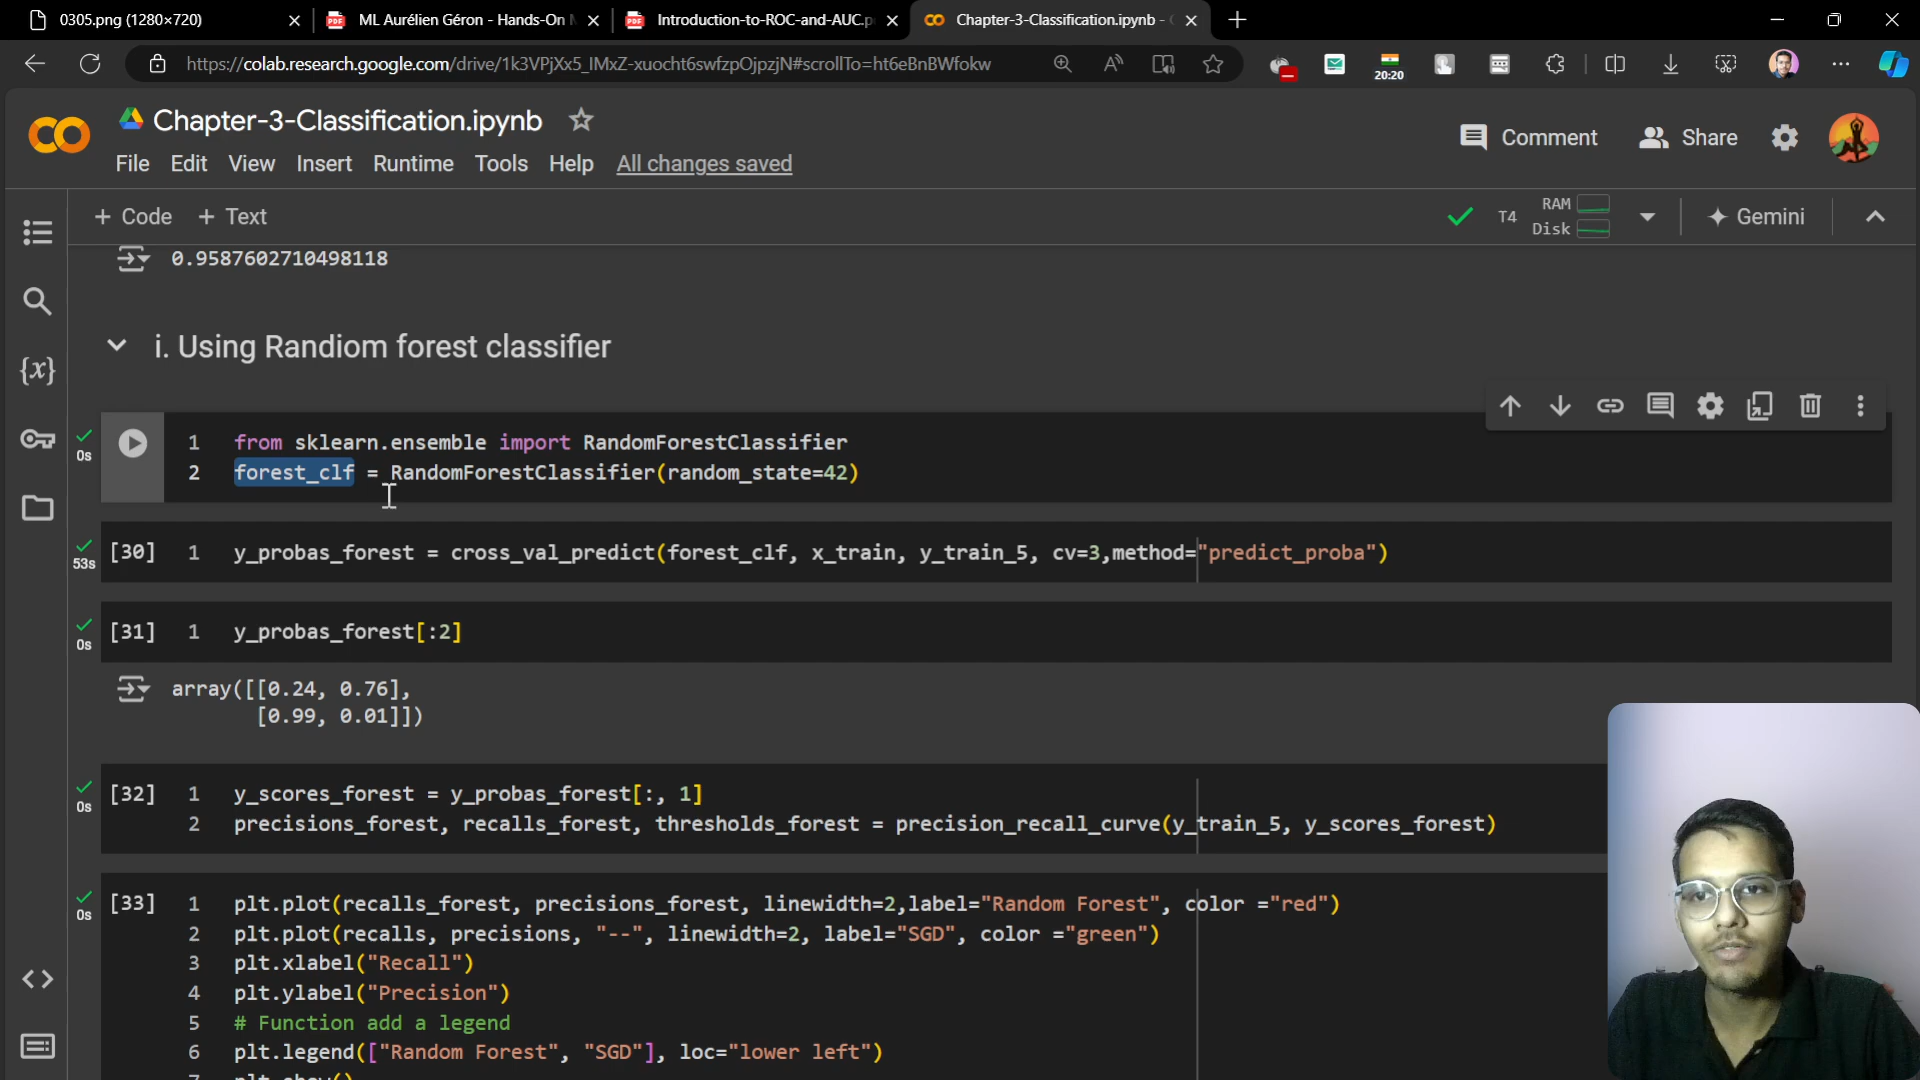 0305.png (1280×720)
ML Aurélien Géron - Hands-On
Introduction-to-ROC-and-AUC.p
Chapter-3-Classification.ipynb -
https://colab.research.google.com/drive/1k3VPjXx5_IMxZ-xuocht6swfzpOjpzjN#scrollTo=ht6eBnBWfokw
20:20
Chapter-3-Classification.ipynb
File Edit View Insert Runtime Tools Help All changes saved
Comment Share
+ Code + Text
T4 RAM Disk Gemini
0.9587602710498118
i. Using Randiom forest classifier
0s
1 from sklearn.ensemble import RandomForestClassifier
2 forest_clf = RandomForestClassifier(random_state=42)
53s [30] 1 y_probas_forest = cross_val_predict(forest_clf, x_train, y_train_5, cv=3,method="predict_proba")
0s [31] 1 y_probas_forest[:2]
array([[0.24, 0.76],
[0.99, 0.01]])
0s [32] 1 y_scores_forest = y_probas_forest[:, 1]
2 precisions_forest, recalls_forest, thresholds_forest = precision_recall_curve(y_train_5, y_scores_forest)
0s [33] 1 plt.plot(recalls_forest, precisions_forest, linewidth=2,label="Random Forest", color ="red")
2 plt.plot(recalls, precisions, "--", linewidth=2, label="SGD", color ="green")
3 plt.xlabel("Recall")
4 plt.ylabel("Precision")
5 # Function add a legend
6 plt.legend(["Random Forest", "SGD"], loc="lower left")
7 plt.show()